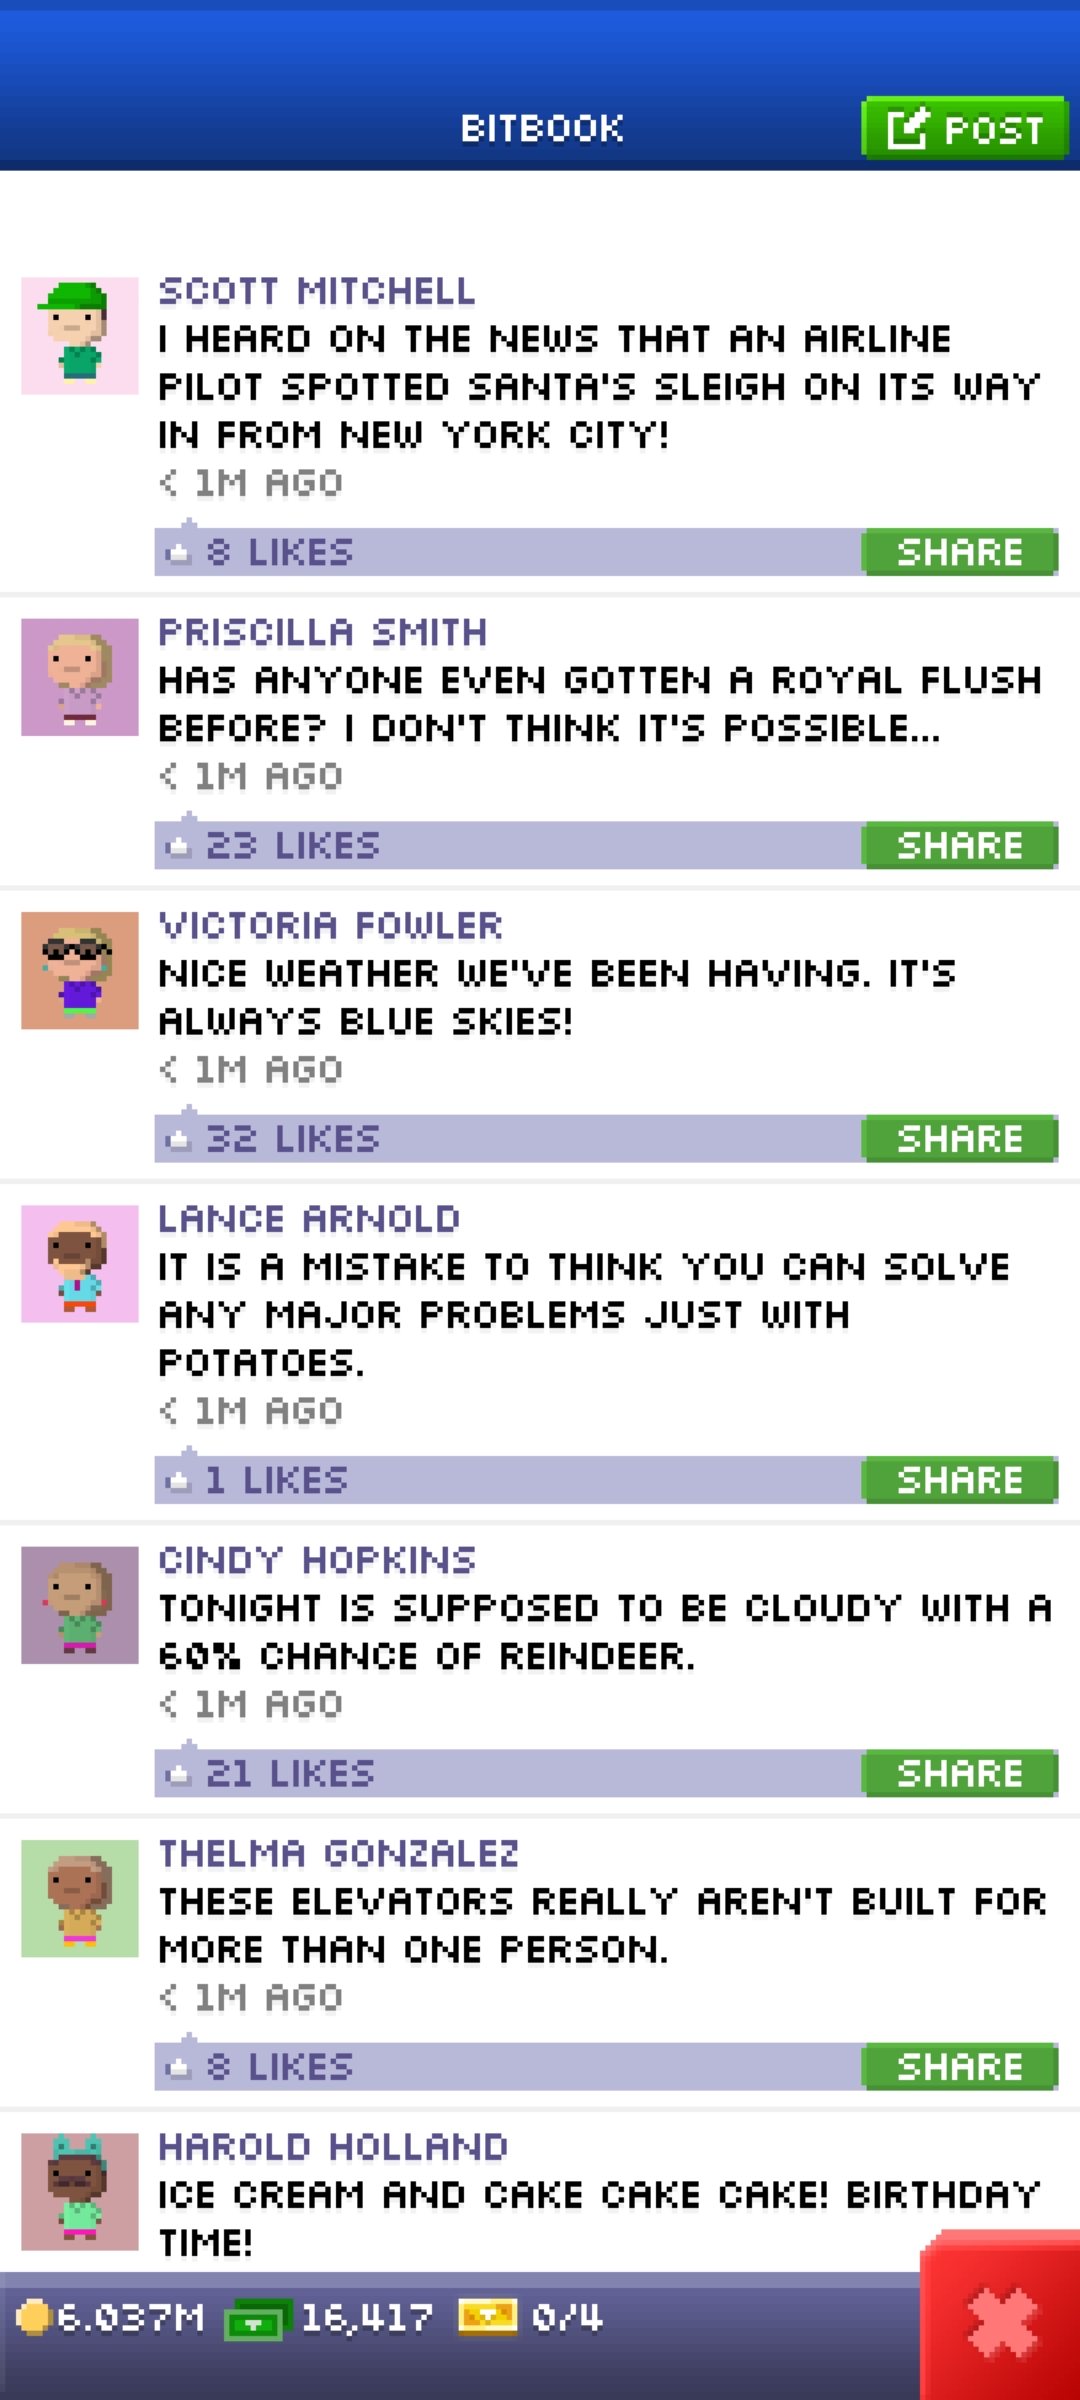 BITBOOK
POST
SCOTT MITCHELL
I HEARD ON THE NEWS THAT AN AIRLINE
PILOT SPOTTED SANTA'S SLEIGH ON ITS WAY
IN FROM NEW YORK CITY!
< 1M AGO
8 LIKES
SHARE
PRISCILLA SMITH
HAS ANYONE EVEN GOTTEN A ROYAL FLUSH
BEFORE? I DON'T THINK IT'S POSSIBLE...
< 1M AGO
23 LIKES
SHARE
VICTORIA FOWLER
NICE WEATHER WE'VE BEEN HAVING. IT'S
ALWAYS BLUE SKIES!
< 1M AGO
32 LIKES
SHARE
LANCE ARNOLD
IT IS A MISTAKE TO THINK YOU CAN SOLVE
ANY MAJOR PROBLEMS JUST WITH
POTATOES.
< 1M AGO
1 LIKES
SHARE
CINDY HOPKINS
TONIGHT IS SUPPOSED TO BE CLOUDY WITH A
60% CHANCE OF REINDEER.
< 1M AGO
21 LIKES
SHARE
THELMA GONZALEZ
THESE ELEVATORS REALLY AREN'T BUILT FOR
MORE THAN ONE PERSON.
< 1M AGO
8 LIKES
SHARE
HAROLD HOLLAND
ICE CREAM AND CAKE CAKE CAKE! BIRTHDAY
TIME!
6.037M 16,417 0/4